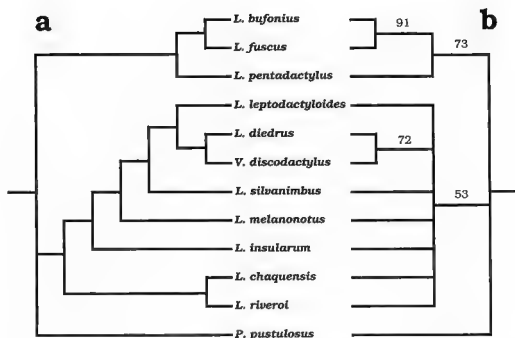 a
b
L. bufonius
91
L. fuscus
73
L. pentadactylus
L. leptodactyloides
L. diedrus
72
V. discodactylus
L. silvanimbus
53
L. melanonotus
L. insularum
L. chaquensis
L. riveroi
P. pustulosus